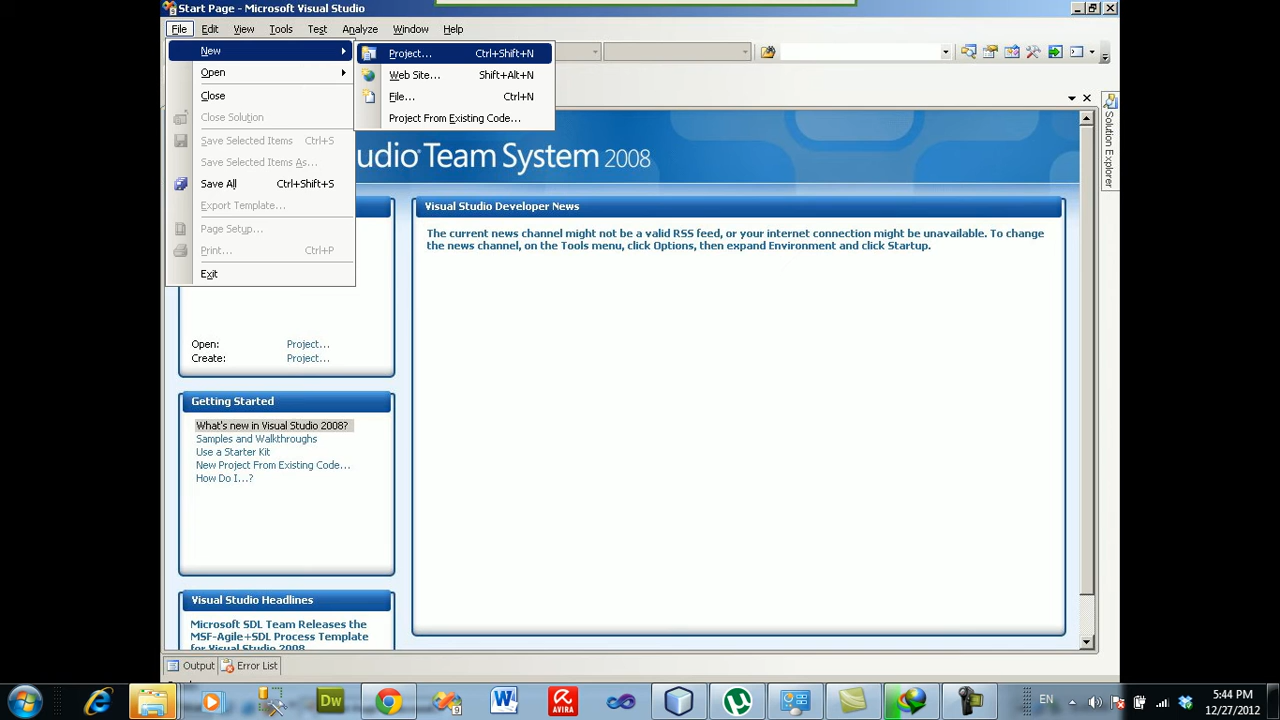 Start Page - Microsoft Visual Studio
File Edit View Tools Test Analyze Window Help
New
Open
Close
Close Solution
Save Selected Items Ctrl+S
Save Selected Items As...
Save All Ctrl+Shift+S
Export Template...
Page Setup...
Print... Ctrl+P
Exit
Project... Ctrl+Shift+N
Web Site... Shift+Alt+N
File... Ctrl+N
Project From Existing Code...
Solution Explorer
udio Team System 2008
Open: Project...
Create: Project...
Getting Started
What's new in Visual Studio 2008?
Samples and Walkthroughs
Use a Starter Kit
New Project From Existing Code...
How Do I...?
Visual Studio Headlines
Microsoft SDL Team Releases the
MSF-Agile+SDL Process Template
for Visual Studio 2008
Visual Studio Developer News
The current news channel might not be a valid RSS feed, or your internet connection might be unavailable. To change
the news channel, on the Tools menu, click Options, then expand Environment and click Startup.
Output Error List
Dw
AVIRA
EN
5:44 PM
12/27/2012